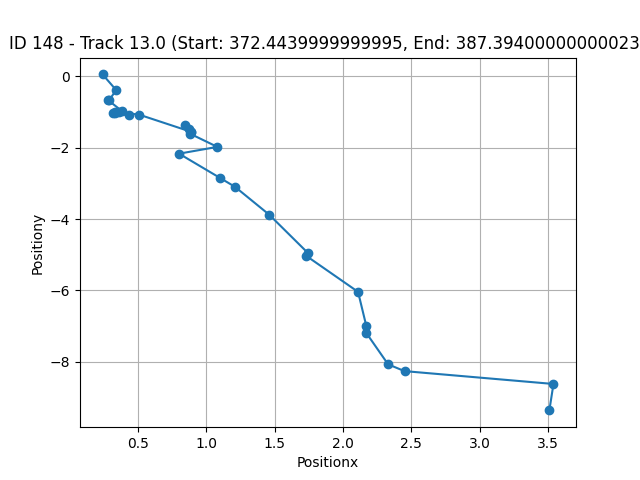 ID 148 - Track 13.0 (Start: 372.4439999999995, End: 387.39400000000023
0
−2
−4
−6
−8
Positiony
0.5 1.0 1.5 2.0 2.5 3.0 3.5
Positionx